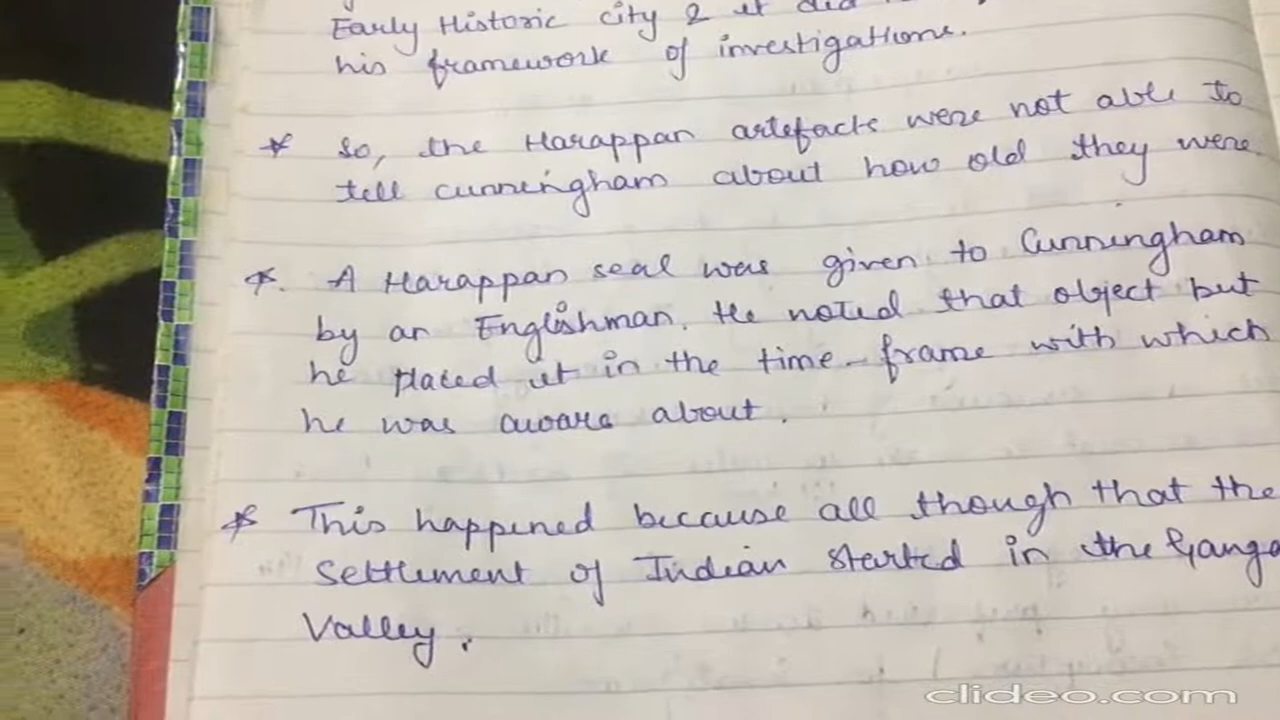 Early Historic city & it did
his framework of investigations.
* So, the Harappan artefacts were not able to
tell cunningham about how old they were.
*. A Harappan seal was given to Cunningham
by an Englishman. He noted that object but
he plated it in the time-frame with which
he was aware about.
* This happened because all though that the
Settlement of Indian started in the Ganga
Valley.
clideo.com